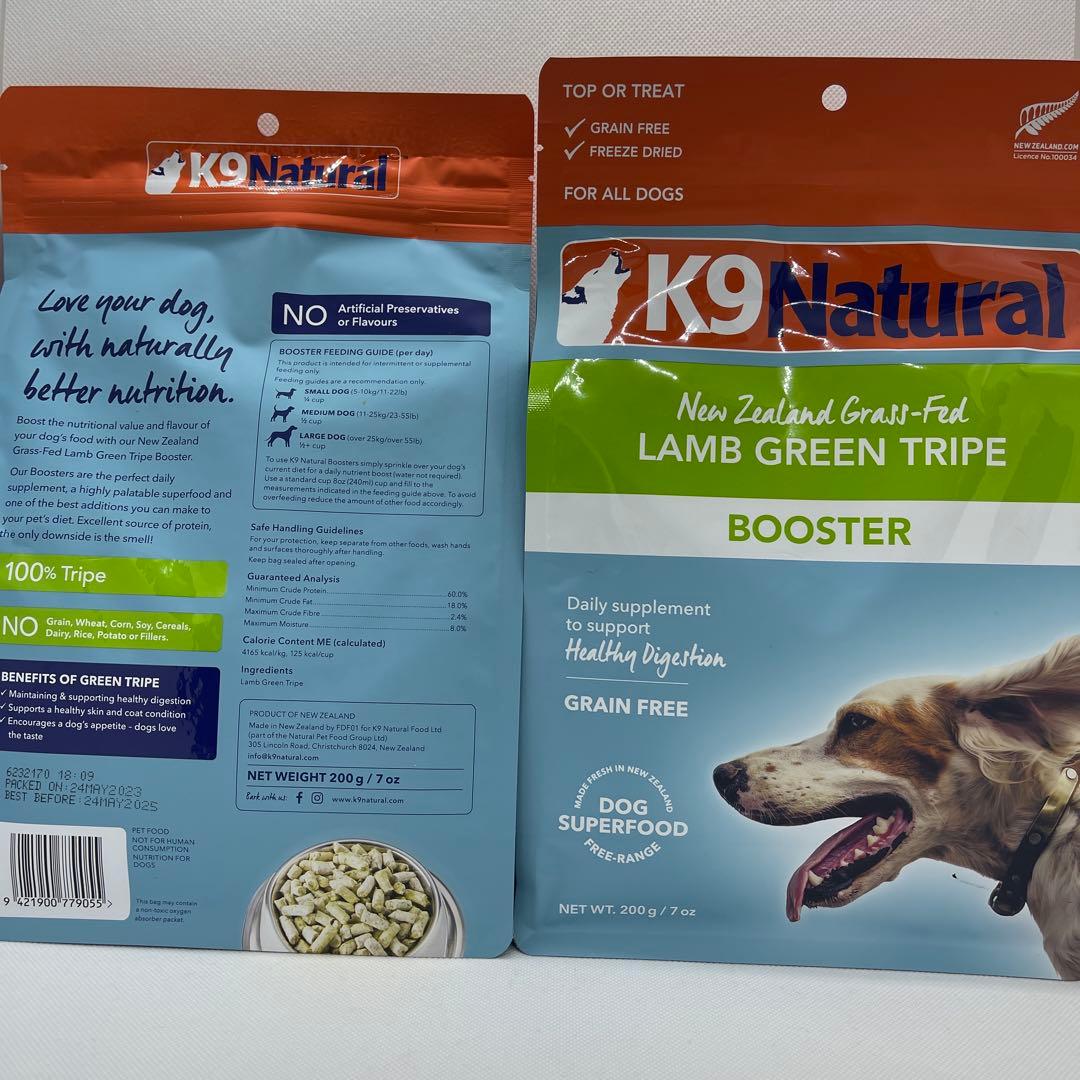 K9Natural
Love your dog,
with naturally
better nutrition.
Boost the nutritional value and flavour of
your dog's food with our New Zealand
Grass-Fed Lamb Green Tripe Booster.
Our Boosters are the perfect daily
supplement, a highly palatable superfood and
one of the best additions you can make to
your pet's diet. Excellent source of protein,
the only downside is the smell!
100% Tripe
NO Grain, Wheat, Corn, Soy, Cereals,
Dairy, Rice, Potato or Fillers.
BENEFITS OF GREEN TRIPE
✓ Maintaining & supporting healthy digestion
✓ Supports a healthy skin and coat condition
✓ Encourages a dog's appetite - dogs love
the taste
6232170 18:09
PACKED ON:24MAY2023
BEST BEFORE:24MAY2025
9 421900 779055 >
PET FOOD
NOT FOR HUMAN
CONSUMPTION
NUTRITION FOR
DOGS
This bag may contain
a non-toxic oxygen
absorber packet.
NO Artificial Preservatives
or Flavours
BOOSTER FEEDING GUIDE (per day)
This product is intended for intermittent or supplemental
feeding only.
Feeding guides are a recommendation only.
SMALL DOG (5-10kg/11-22lb)
¼ cup
MEDIUM DOG (11-25kg/23-55lb)
½ cup
LARGE DOG (over 25kg/over 55lb)
½+ cup
To use K9 Natural Boosters simply sprinkle over your dog's
current diet for a daily nutrient boost (water not required).
Use a standard cup 8oz (240ml) cup and fill to the
measurements indicated in the feeding guide above. To avoid
overfeeding reduce the amount of other food accordingly.
Safe Handling Guidelines
For your protection, keep separate from other foods, wash hands
and surfaces thoroughly after handling.
Keep bag sealed after opening.
Guaranteed Analysis
Minimum Crude Protein 60.0%
Minimum Crude Fat 18.0%
Maximum Crude Fibre 2.4%
Maximum Moisture 8.0%
Calorie Content ME (calculated)
4165 kcal/kg, 125 kcal/cup
Ingredients
Lamb Green Tripe
PRODUCT OF NEW ZEALAND
Made in New Zealand by FDF01 for K9 Natural Food Ltd
(part of the Natural Pet Food Group Ltd)
305 Lincoln Road, Christchurch 8024, New Zealand
info@k9natural.com
NET WEIGHT 200g / 7 oz
Bark with us: www.k9natural.com
TOP OR TREAT
✓ GRAIN FREE
✓ FREEZE DRIED
FOR ALL DOGS
NEWZEALAND.COM
Licence No.100034
K9Natural
New Zealand Grass-Fed
LAMB GREEN TRIPE
BOOSTER
Daily supplement
to support
Healthy Digestion
GRAIN FREE
MADE FRESH IN NEW ZEALAND
DOG
SUPERFOOD
FREE-RANGE
NET WT. 200g / 7 oz